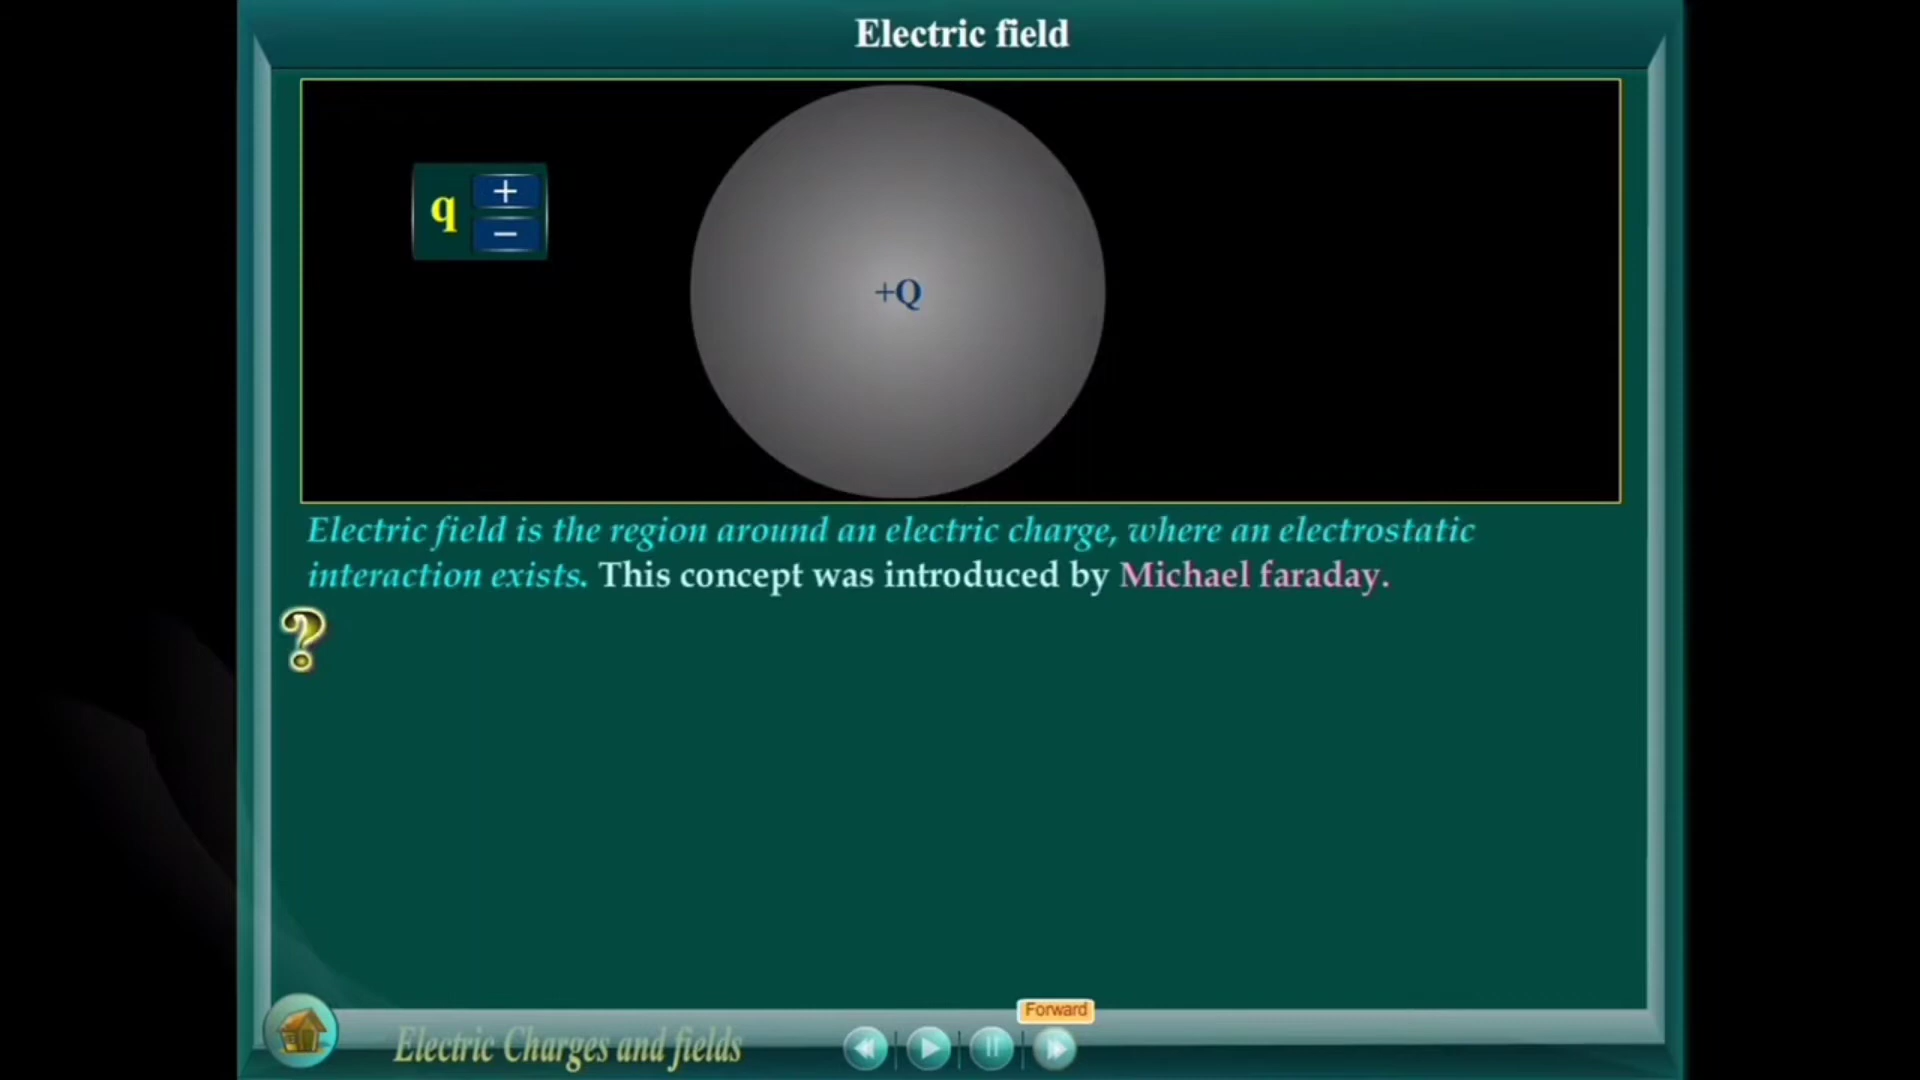 Electric field
q
+
−
+Q
Electric field is the region around an electric charge, where an electrostatic
interaction exists. This concept was introduced by Michael faraday.
?
Forward
Electric Charges and fields